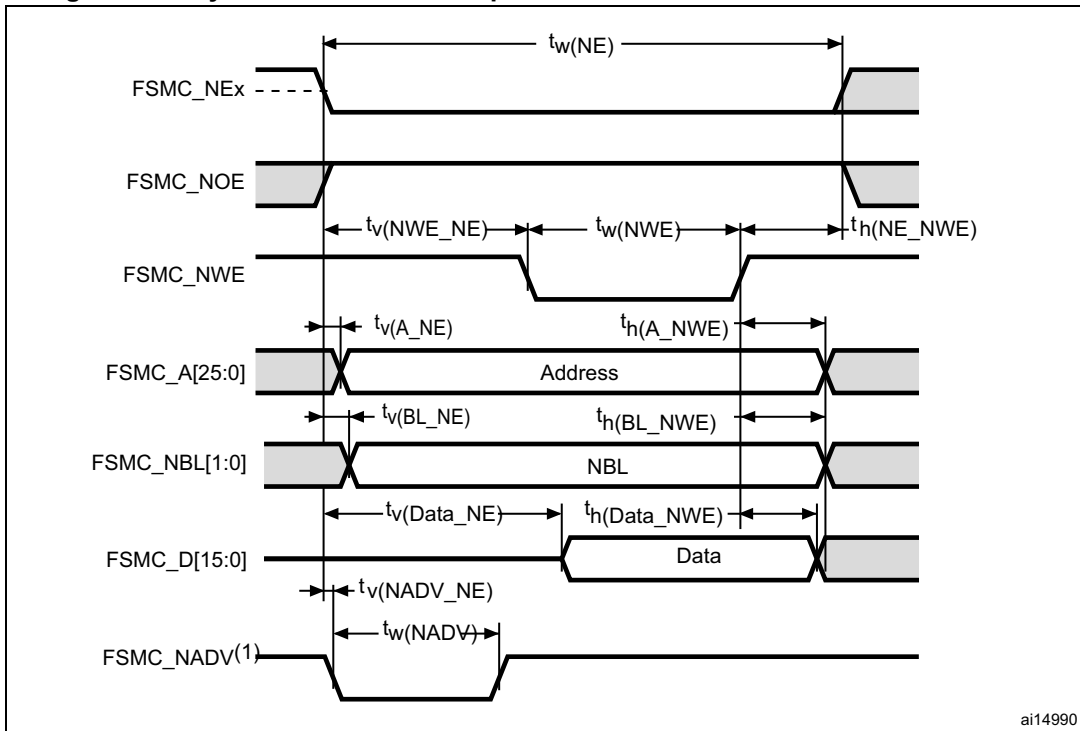 tw(NE)
FSMC_NEx
FSMC_NOE
tv(NWE_NE)
tw(NWE)
th(NE_NWE)
FSMC_NWE
tv(A_NE)
th(A_NWE)
FSMC_A[25:0]
Address
tv(BL_NE)
th(BL_NWE)
FSMC_NBL[1:0]
NBL
tv(Data_NE)
th(Data_NWE)
FSMC_D[15:0]
Data
tv(NADV_NE)
tw(NADV)
FSMC_NADV(1)
ai14990